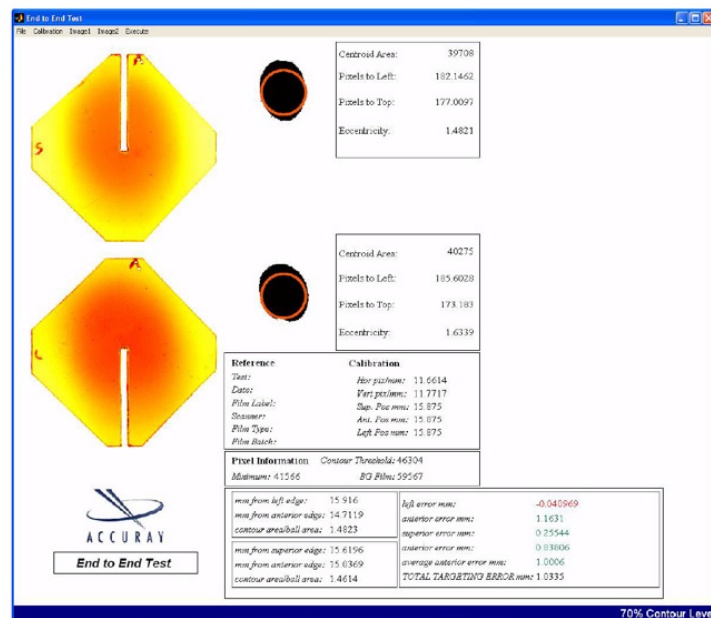 End to End Test
File Calibration Image1 Image2 Execute
A
S
Centroid Area: 39708
Pixels to Left: 182.1462
Pixels to Top: 177.0097
Eccentricity: 1.4821
A
L
Centroid Area: 40275
Pixels to Left: 185.6028
Pixels to Top: 173.183
Eccentricity: 1.6339
Reference Calibration
Test: Hor pix/mm: 11.6614
Date: Vert pix/mm: 11.7717
Film Label: Sup. Pos mm: 15.875
Scanner: Ant. Pos mm: 15.875
Film Type: Left Pos mm: 15.875
Film Batch:
Pixel Information Contour Threshold: 46304
Minimum: 41566 BG Film: 59567
mm from left edge: 15.916
mm from anterior edge: 14.7119
contour area/ball area: 1.4823
mm from superior edge: 15.6196
mm from anterior edge: 15.0369
contour area/ball area: 1.4614
left error mm: -0.040969
anterior error mm: 1.1631
superior error mm: 0.25544
anterior error mm: 0.83806
average anterior error mm: 1.0006
TOTAL TARGETING ERROR mm: 1.0335
ACCURAY
End to End Test
70% Contour Leve